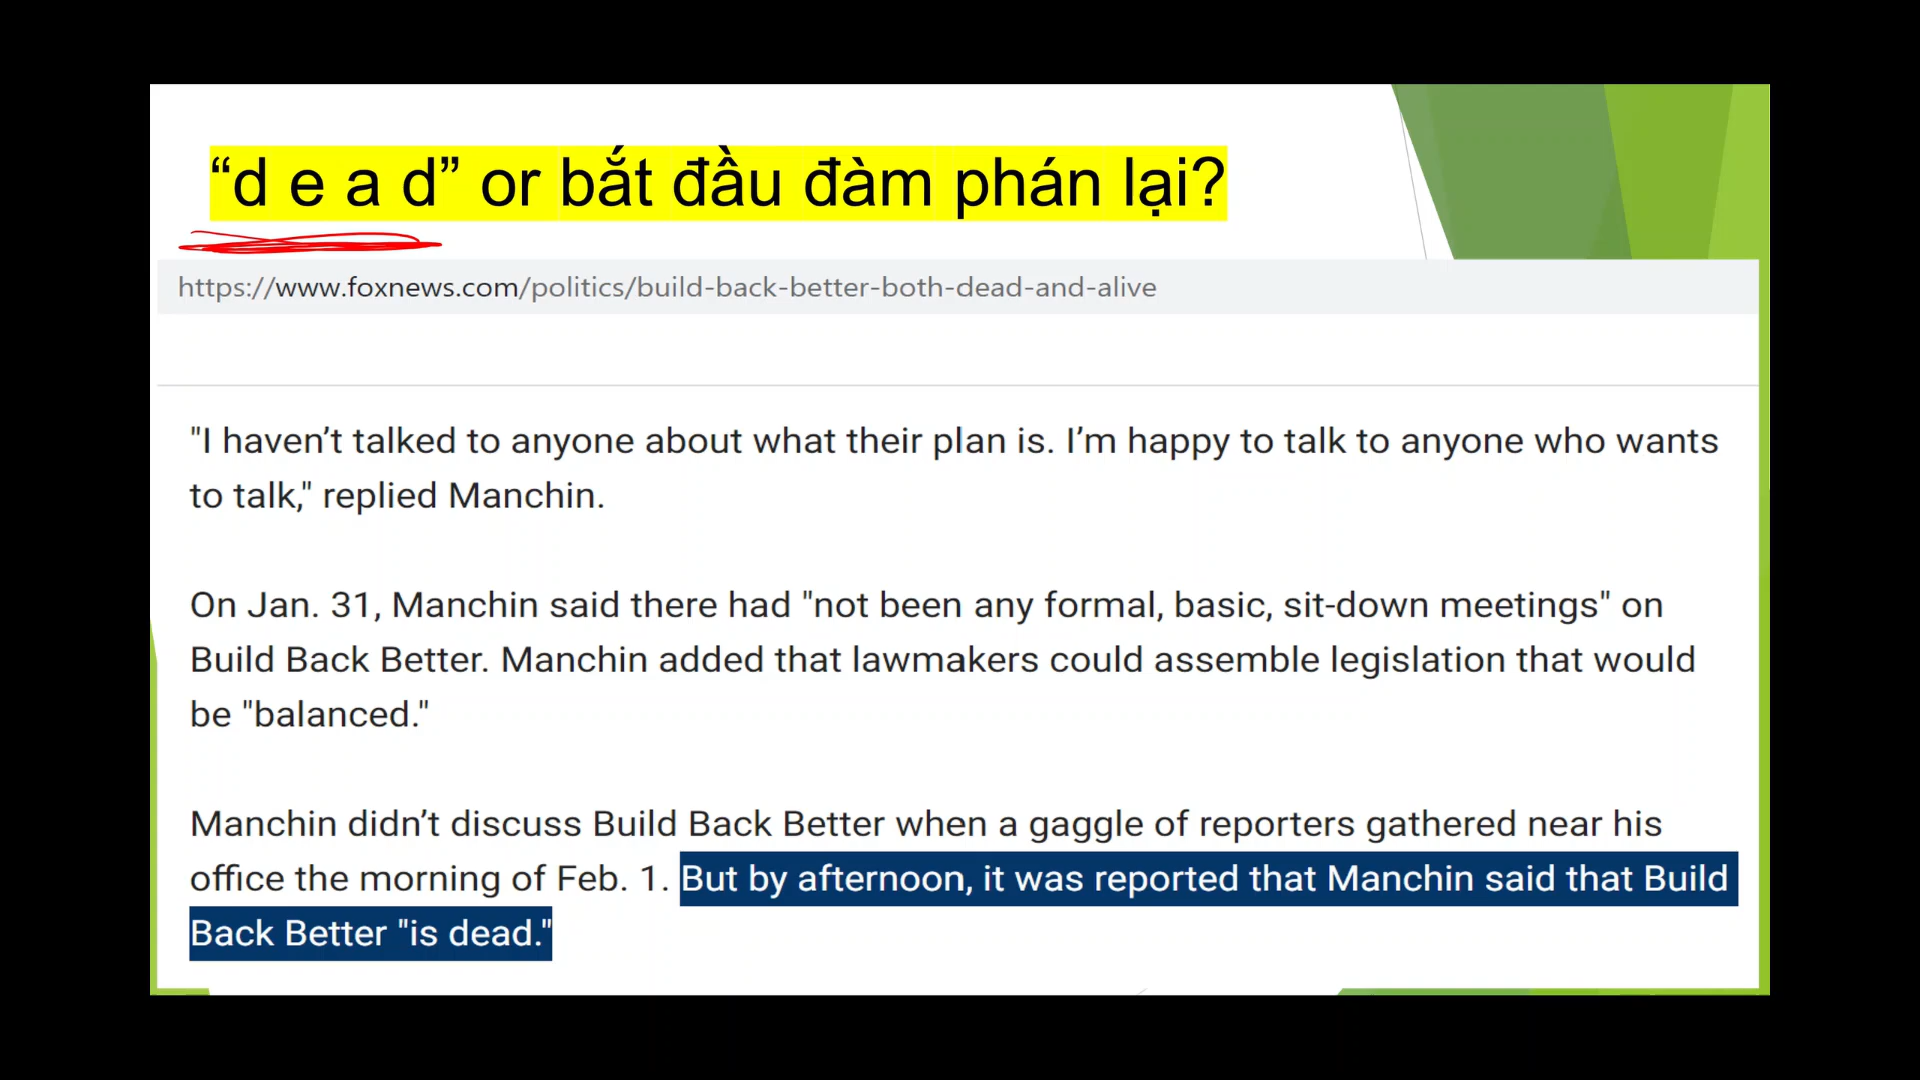 “d e a d” or bắt đầu đàm phán lại?
https://www.foxnews.com/politics/build-back-better-both-dead-and-alive
"I haven’t talked to anyone about what their plan is. I’m happy to talk to anyone who wants
to talk," replied Manchin.
On Jan. 31, Manchin said there had "not been any formal, basic, sit-down meetings" on
Build Back Better. Manchin added that lawmakers could assemble legislation that would
be "balanced."
Manchin didn’t discuss Build Back Better when a gaggle of reporters gathered near his
office the morning of Feb. 1. But by afternoon, it was reported that Manchin said that Build
Back Better "is dead."